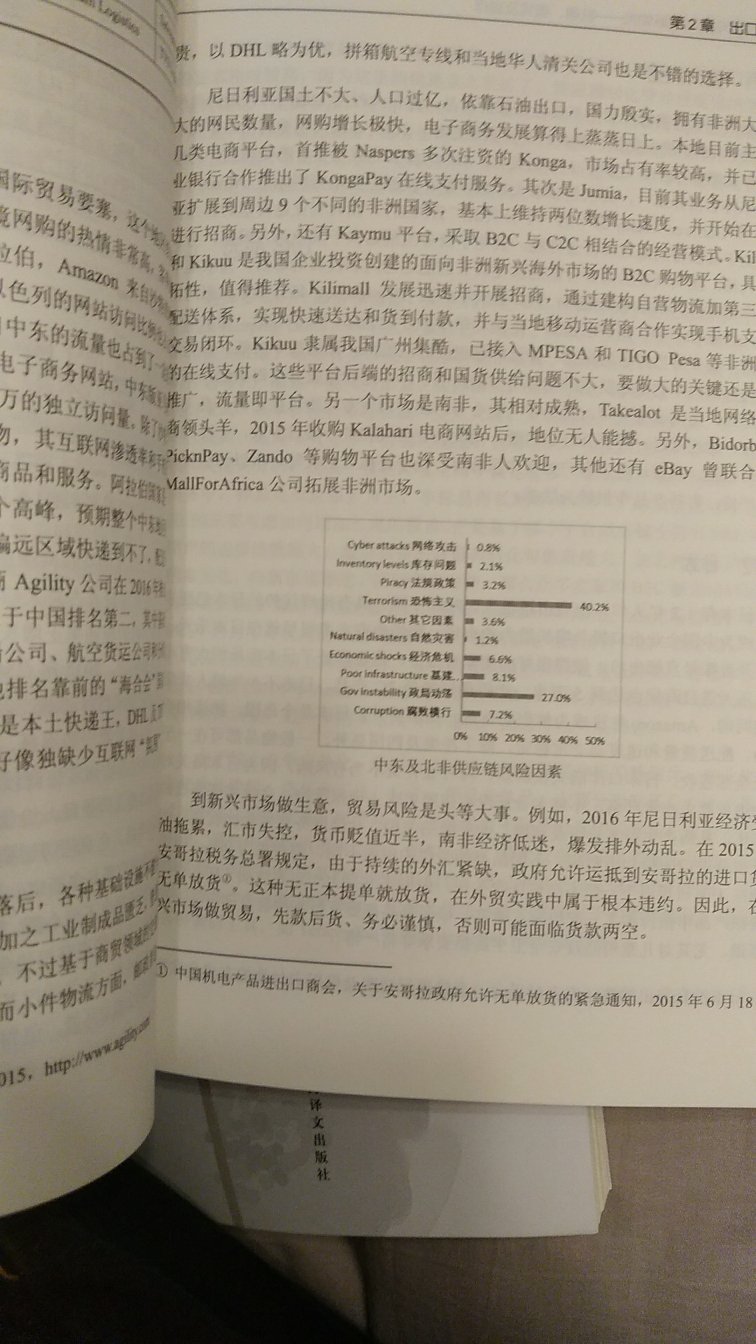 n Logistics
国际贸易要塞，这个
竟网购的热情非常高，
拉伯，Amazon 来自
以色列的网站访问比例
中东的流量也占到了
电子商务网站，中东
万的独立访问量。除了
物，其互联网渗透率
商品和服务。阿拉伯国家
个高峰，预期整个中东地
偏远区域快递到不了，
Agility 公司在 2016 年
于中国排名第二，其中
公司、航空货运公司
排名靠前的“海合会”
是本土快递王，DHL
好像独缺少互联网“
落后，各种基础设施
加之工业制成品匮乏，
不过基于商贸领域的
而小件物流方面，
015，http://www.agility.com
第2章 出口
贵，以 DHL 略为优，拼箱航空专线和当地华人清关公司也是不错的选择。
尼日利亚国土不大、人口过亿，依靠石油出口，国力殷实，拥有非洲大
大的网民数量，网购增长极快，电子商务发展算得上蒸蒸日上。本地目前主
几类电商平台，首推被 Naspers 多次注资的 Konga，市场占有率较高，并已
业银行合作推出了 KongaPay 在线支付服务。其次是 Jumia，目前其业务从尼
亚扩展到周边 9 个不同的非洲国家，基本上维持两位数增长速度，并开始在
进行招商。另外，还有 Kaymu 平台，采取 B2C 与 C2C 相结合的经营模式。Kil
和 Kikuu 是我国企业投资创建的面向非洲新兴海外市场的 B2C 购物平台，具
拓性，值得推荐。Kilimall 发展迅速并开展招商，通过建构自营物流加第三
配送体系，实现快速送达和货到付款，并与当地移动运营商合作实现手机支
交易闭环。Kikuu 隶属我国广州集酷，已接入 MPESA 和 TIGO Pesa 等非洲
的在线支付。这些平台后端的招商和国货供给问题不大，要做大的关键还是
推广，流量即平台。另一个市场是南非，其相对成熟，Takealot 是当地网络
商领头羊，2015 年收购 Kalahari 电商网站后，地位无人能撼。另外，Bidorb
PicknPay、Zando 等购物平台也深受南非人欢迎，其他还有 eBay 曾联合
MallForAfrica 公司拓展非洲市场。
Cyber attacks 网络攻击 0.8%
Inventory levels 库存问题 2.1%
Piracy 法规政策 3.2%
Terrorism 恐怖主义 40.2%
Other 其它因素 3.6%
Natural disasters 自然灾害 1.2%
Economic shocks 经济危机 6.6%
Poor infrastructure 基建... 8.1%
Gov instability 政局动荡 27.0%
Corruption 腐败横行 7.2%
0% 10% 20% 30% 40% 50%
中东及北非供应链风险因素
到新兴市场做生意，贸易风险是头等大事。例如，2016 年尼日利亚经济受
油拖累，汇市失控，货币贬值近半，南非经济低迷，爆发排外动乱。在 2015
安哥拉税务总署规定，由于持续的外汇紧缺，政府允许运抵到安哥拉的进口货
无单放货①。这种无正本提单就放货，在外贸实践中属于根本违约。因此，在
兴市场做贸易，先款后货、务必谨慎，否则可能面临货款两空。
① 中国机电产品进出口商会，关于安哥拉政府允许无单放货的紧急通知，2015 年 6 月 18
译文出版社